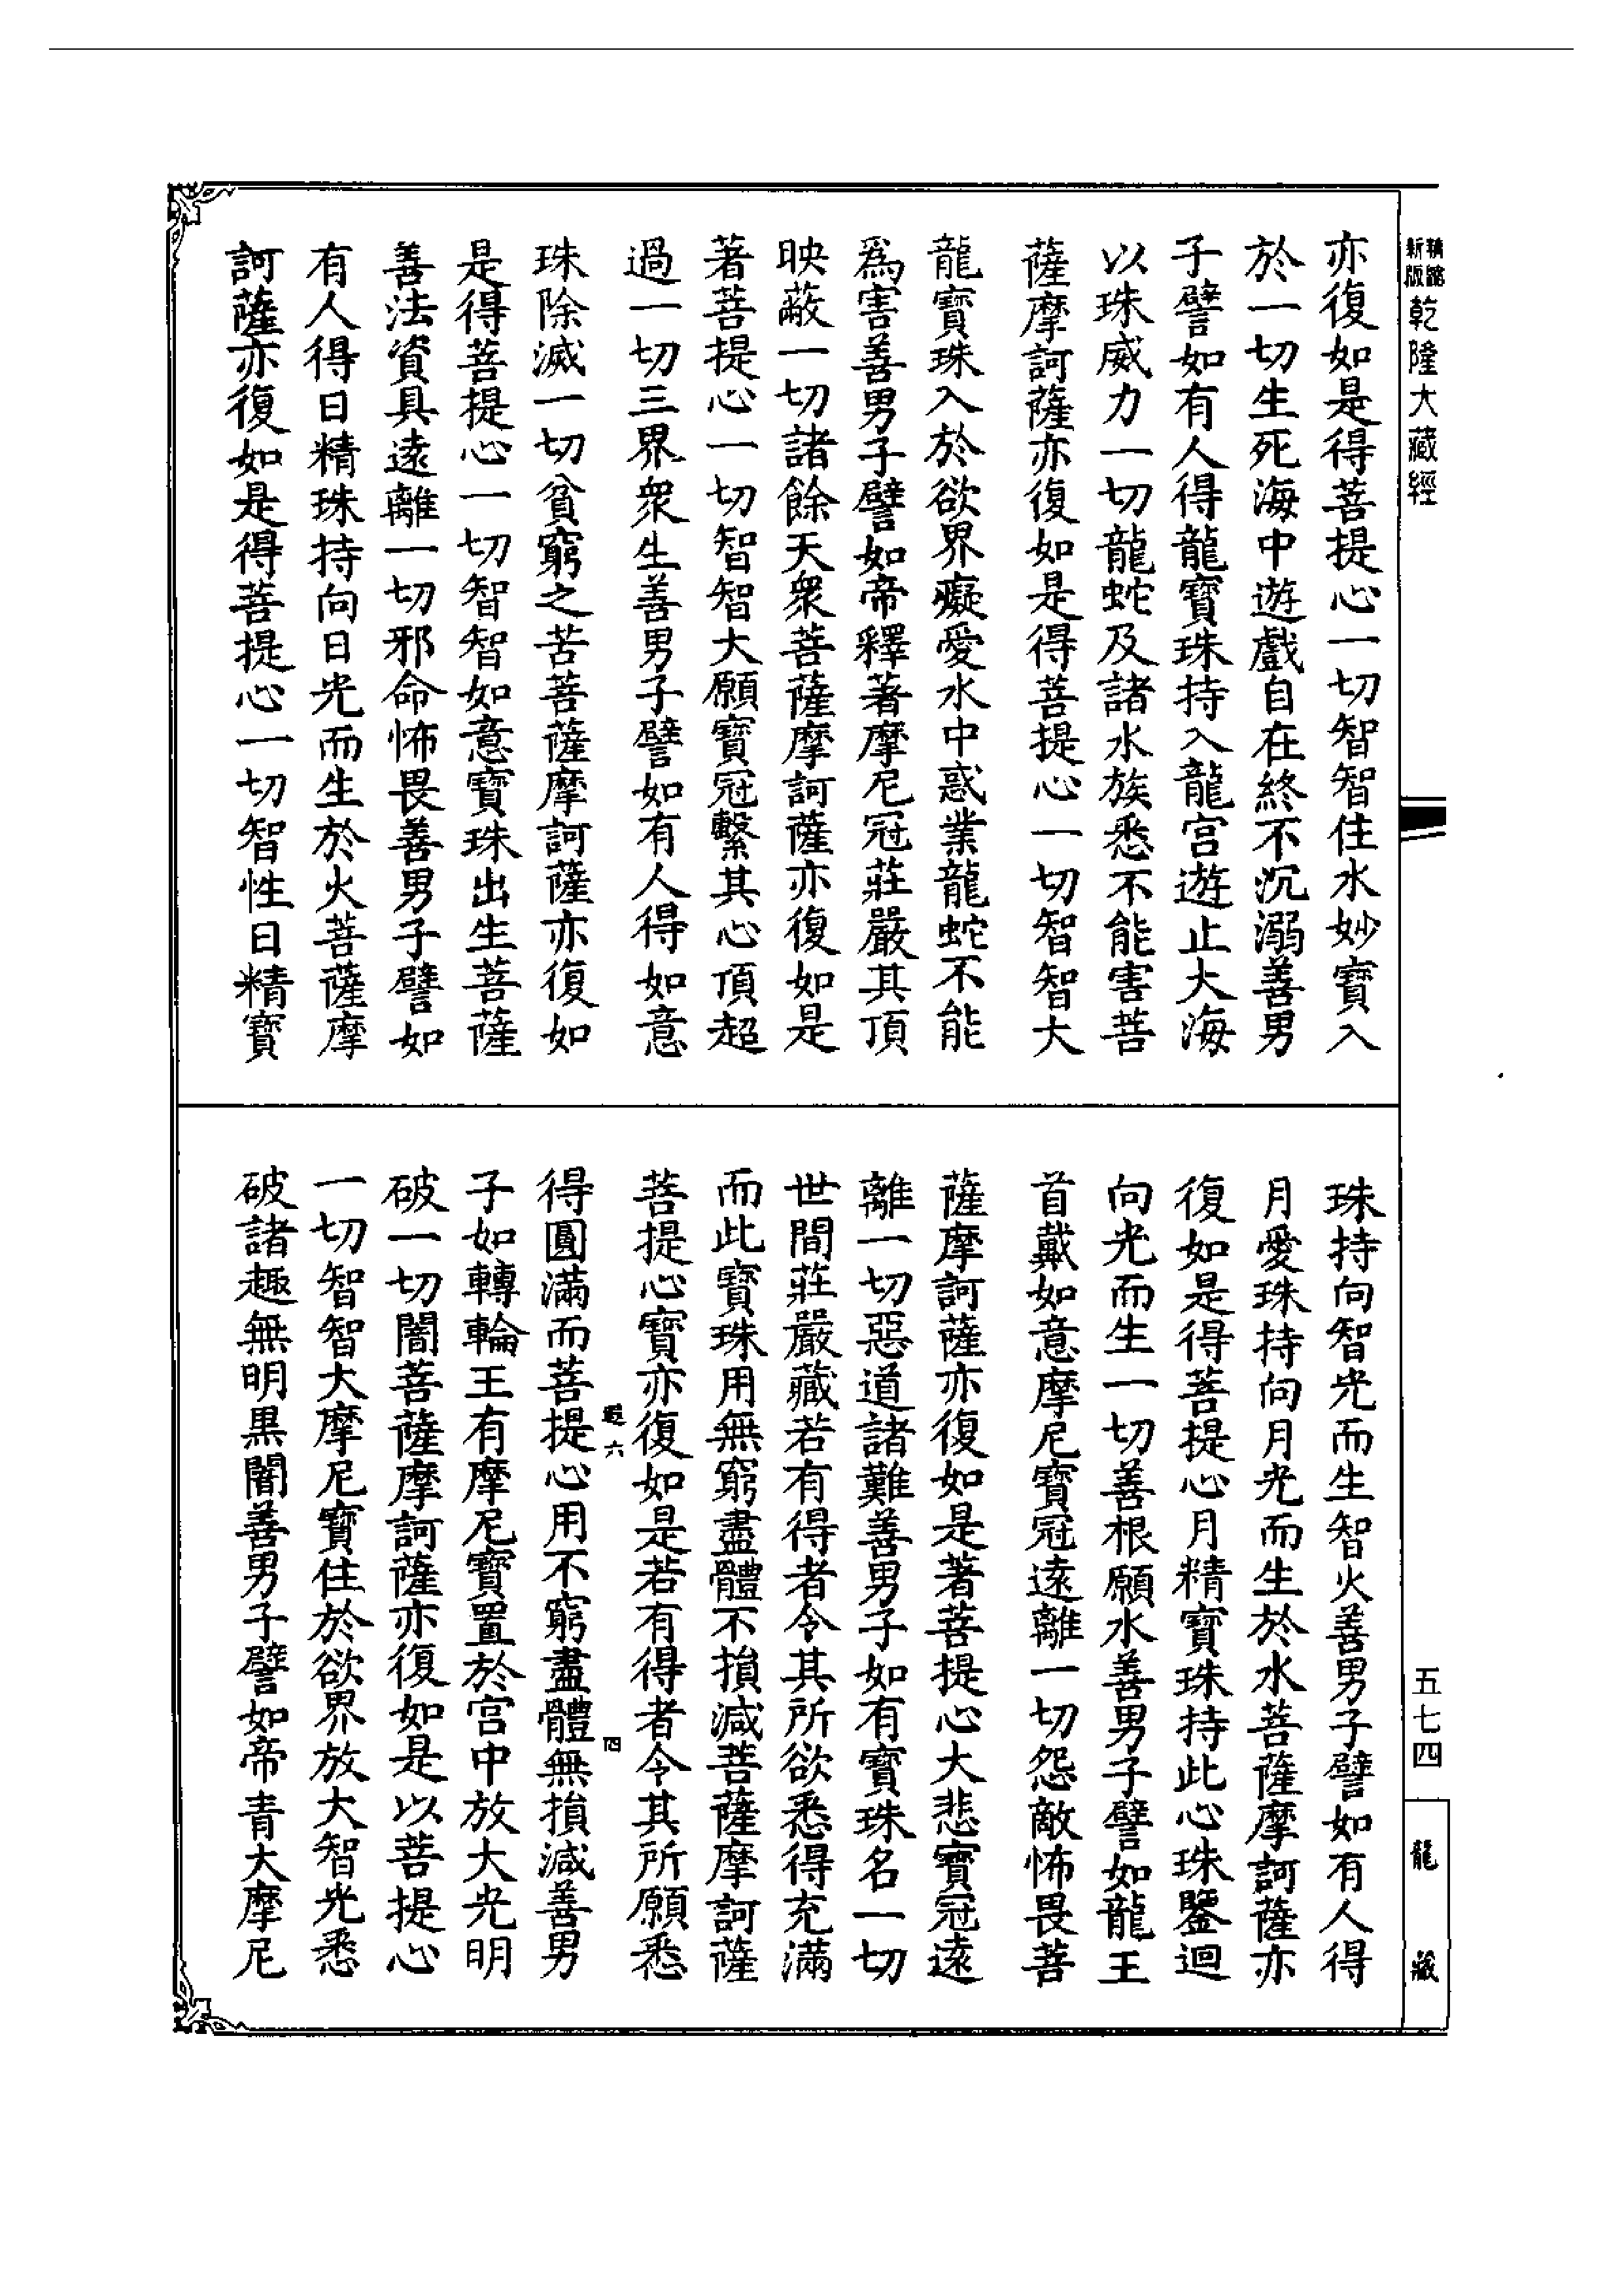 乾隆大藏經
亦復如是得菩提心一切智智住水妙寶入
於一切生死海中遊戲自在終不沉溺善男
子譬如有人得龍寶珠持入龍宮遊止大海
以珠威力一切龍蛇及諸水族悉不能害菩
薩摩訶薩亦復如是得菩提心一切智智大
龍寶珠入於欲界癡愛水中惑業龍蛇不能
為害善男子譬如帝釋著摩尼冠莊嚴其頂
映蔽一切諸餘天衆菩薩摩訶薩亦復如是
著菩提心一切智智大願寶冠繫其心頂超
過一切三界衆生善男子譬如有人得如意
珠除滅一切貧窮之苦菩薩摩訶薩亦復如
是得菩提心一切智智如意寶珠出生菩薩
善法資具遠離一切邪命怖畏善男子譬如
有人得日精珠持向日光而生於火菩薩摩
訶薩亦復如是得菩提心一切智性日精寶
珠持向智光而生智火善男子譬如有人得
月愛珠持向月光而生於水菩薩摩訶薩亦
復如是得菩提心月精寶珠持此心珠鑒迴
向光而生一切善根願水善男子譬如龍王
首戴如意摩尼寶冠遠離一切怨敵怖畏菩
薩摩訶薩亦復如是著菩提心大悲寶冠遠
離一切惡道諸難善男子如有寶珠名一切
世間莊嚴藏若有得者令其所欲悉得充滿
而此寶珠用無窮盡體不損減菩薩摩訶薩
菩提心寶亦復如是若有得者令其所願悉
得圓滿而菩提心用不窮盡體無損減善男
子如轉輪王有摩尼寶置於宮中放大光明
破一切闇菩薩摩訶薩亦復如是以菩提心
一切智智大摩尼寶住於欲界放大智光悉
破諸趣無明黑闇善男子譬如帝青大摩尼
六
四
五七四
龍藏